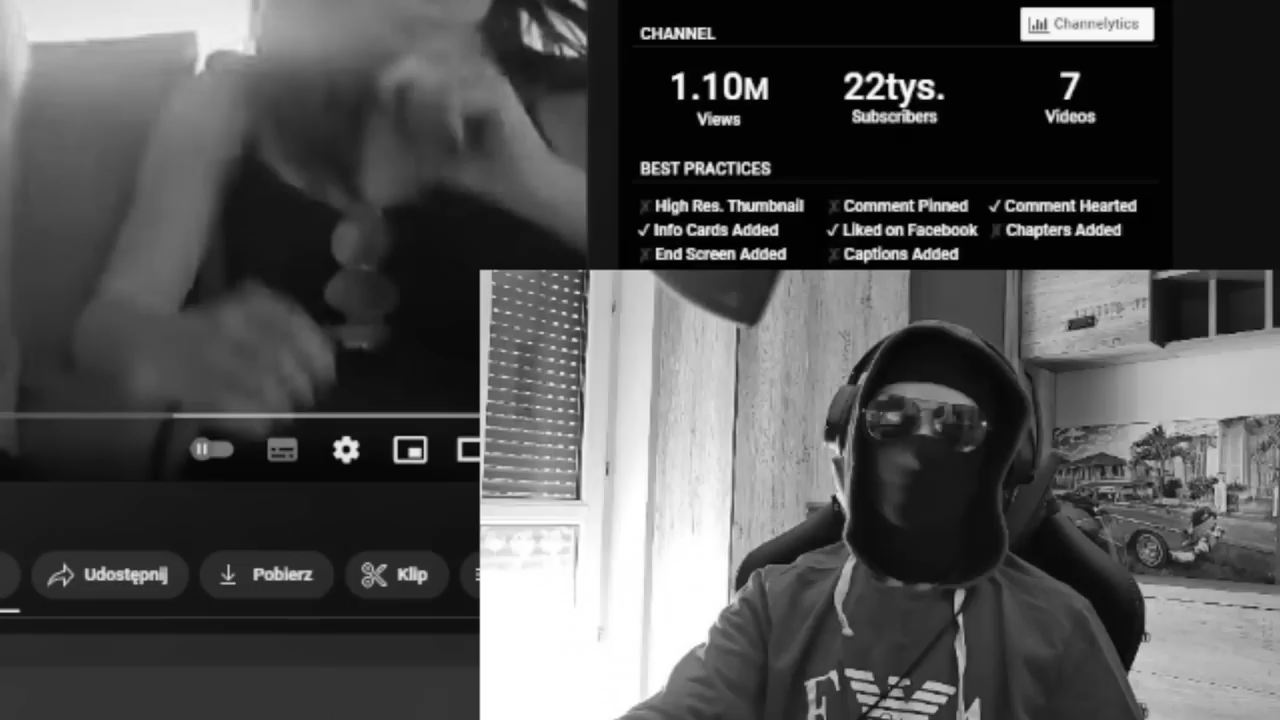 CHANNEL
Channelytics
1.10M 22tys. 7
Views Subscribers Videos
BEST PRACTICES
High Res. Thumbnail Comment Pinned ✓ Comment Hearted
✓ Info Cards Added ✓ Liked on Facebook Chapters Added
End Screen Added Captions Added
Udostępnij Pobierz Klip